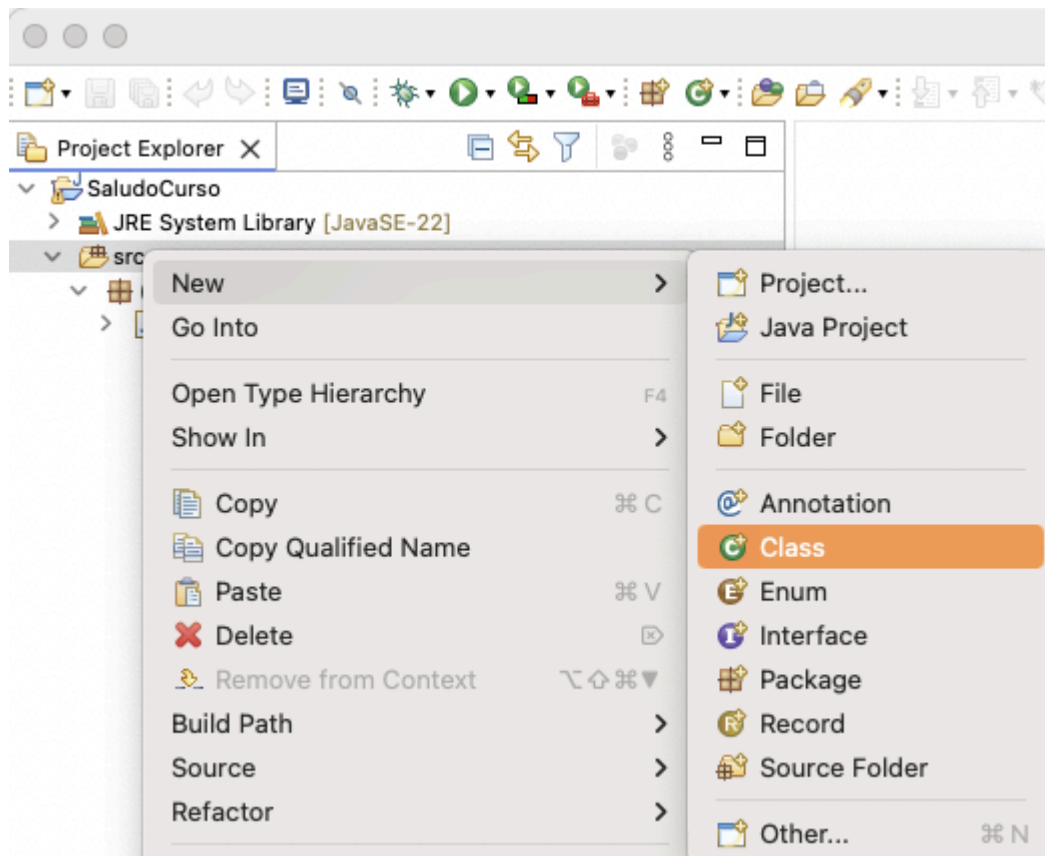 Project Explorer
SaludoCurso
JRE System Library [JavaSE-22]
src
New
Go Into
Open Type Hierarchy F4
Show In
Copy ⌘ C
Copy Qualified Name
Paste ⌘ V
Delete
Remove from Context ⌥⇧⌘▼
Build Path
Source
Refactor
Project...
Java Project
File
Folder
Annotation
Class
Enum
Interface
Package
Record
Source Folder
Other... ⌘ N